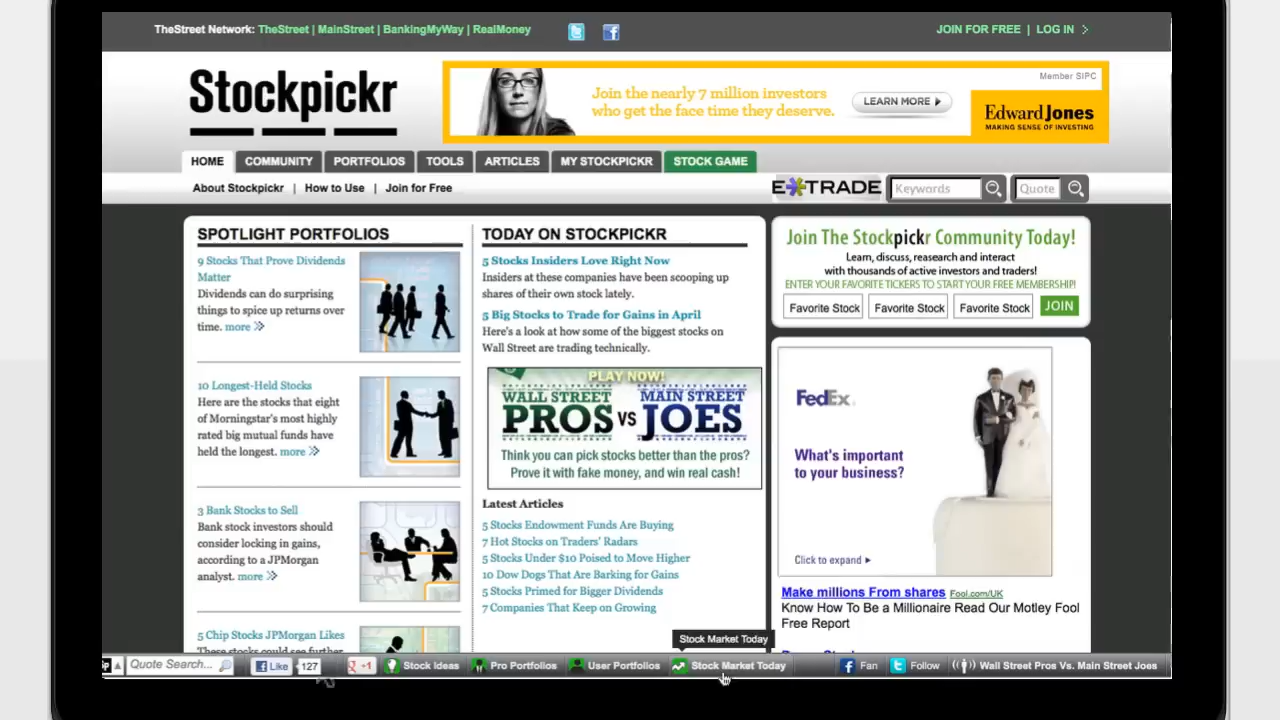 TheStreet Network: TheStreet | MainStreet | BankingMyWay | RealMoney
JOIN FOR FREE | LOG IN
Stockpickr
Join the nearly 7 million investors
who get the face time they deserve.
LEARN MORE
Member SIPC
Edward Jones
MAKING SENSE OF INVESTING
HOME
COMMUNITY
PORTFOLIOS
TOOLS
ARTICLES
MY STOCKPICKR
STOCK GAME
About Stockpickr | How to Use | Join for Free
E*TRADE
Keywords
Quote
SPOTLIGHT PORTFOLIOS
9 Stocks That Prove Dividends
Matter
Dividends can do surprising
things to spice up returns over
time. more
10 Longest-Held Stocks
Here are the stocks that eight
of Morningstar's most highly
rated big mutual funds have
held the longest. more
3 Bank Stocks to Sell
Bank stock investors should
consider locking in gains,
according to a JPMorgan
analyst. more
5 Chip Stocks JPMorgan Likes
These stocks could see further
TODAY ON STOCKPICKR
5 Stocks Insiders Love Right Now
Insiders at these companies have been scooping up
shares of their own stock lately.
5 Big Stocks to Trade for Gains in April
Here's a look at how some of the biggest stocks on
Wall Street are trading technically.
PLAY NOW!
WALL STREET
PROS
VS
MAIN STREET
JOES
Think you can pick stocks better than the pros?
Prove it with fake money, and win real cash!
Latest Articles
5 Stocks Endowment Funds Are Buying
7 Hot Stocks on Traders' Radars
5 Stocks Under $10 Poised to Move Higher
10 Dow Dogs That Are Barking for Gains
5 Stocks Primed for Bigger Dividends
7 Companies That Keep on Growing
Join The Stockpickr Community Today!
Learn, discuss, research and interact
with thousands of active investors and traders!
ENTER YOUR FAVORITE TICKERS TO START YOUR FREE MEMBERSHIP!
Favorite Stock
Favorite Stock
Favorite Stock
JOIN
FedEx
What's important
to your business?
Click to expand
Make millions From shares Fool.com/UK
Know How To Be a Millionaire Read Our Motley Fool
Free Report
Stock Market Today
Quote Search...
Like
127
+1
Stock Ideas
Pro Portfolios
User Portfolios
Stock Market Today
Fan
Follow
Wall Street Pros Vs. Main Street Joes